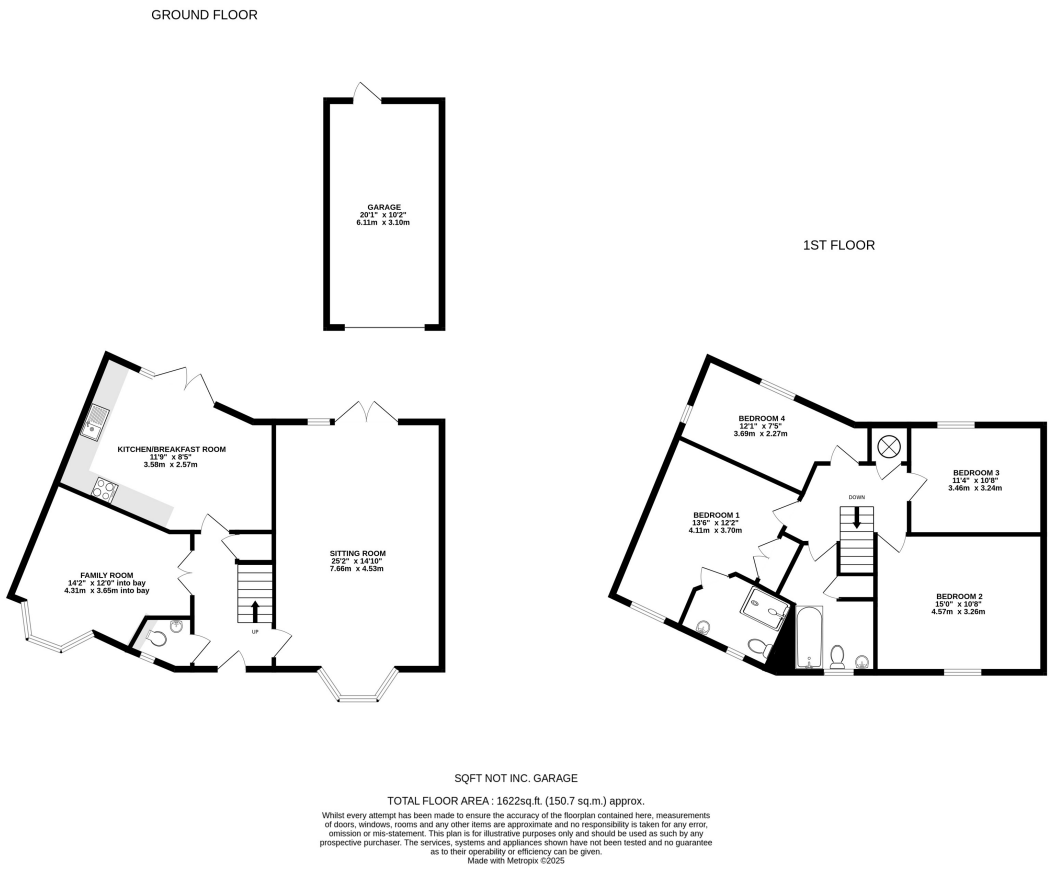 GROUND FLOOR
GARAGE
20'1" x 10'2"
6.11m x 3.10m
KITCHEN/BREAKFAST ROOM
11'9" x 8'5"
3.58m x 2.57m
FAMILY ROOM
14'2" x 12'0" into bay
4.31m x 3.65m into bay
SITTING ROOM
25'2" x 14'10"
7.66m x 4.53m
UP
1ST FLOOR
BEDROOM 4
12'1" x 7'5"
3.69m x 2.27m
BEDROOM 3
11'4" x 10'8"
3.46m x 3.24m
DOWN
BEDROOM 1
13'6" x 12'2"
4.11m x 3.70m
BEDROOM 2
15'0" x 10'8"
4.57m x 3.26m
SQFT NOT INC. GARAGE
TOTAL FLOOR AREA : 1622sq.ft. (150.7 sq.m.) approx.
Whilst every attempt has been made to ensure the accuracy of the floorplan contained here, measurements
of doors, windows, rooms and any other items are approximate and no responsibility is taken for any error,
omission or mis-statement. This plan is for illustrative purposes only and should be used as such by any
prospective purchaser. The services, systems and appliances shown have not been tested and no guarantee
as to their operability or efficiency can be given.
Made with Metropix ©2025